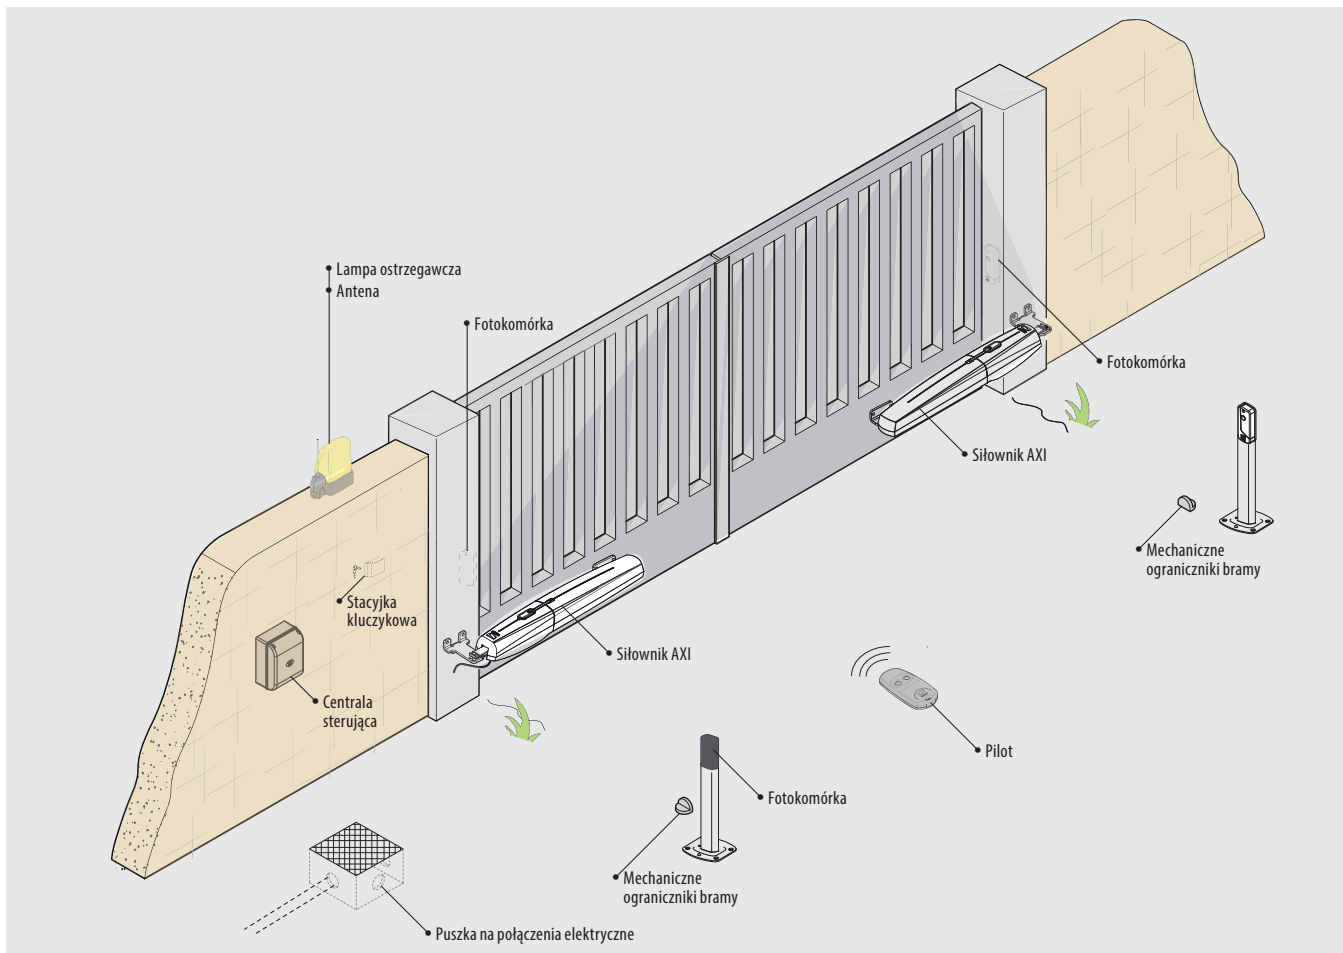 Lampa ostrzegawcza
Antena
Fotokomórka
Fotokomórka
Siłownik AXI
Mechaniczne
ograniczniki bramy
Stacyjka
kluczykowa
Siłownik AXI
Centrala
sterująca
Pilot
Fotokomórka
Mechaniczne
ograniczniki bramy
Puszka na połączenia elektryczne